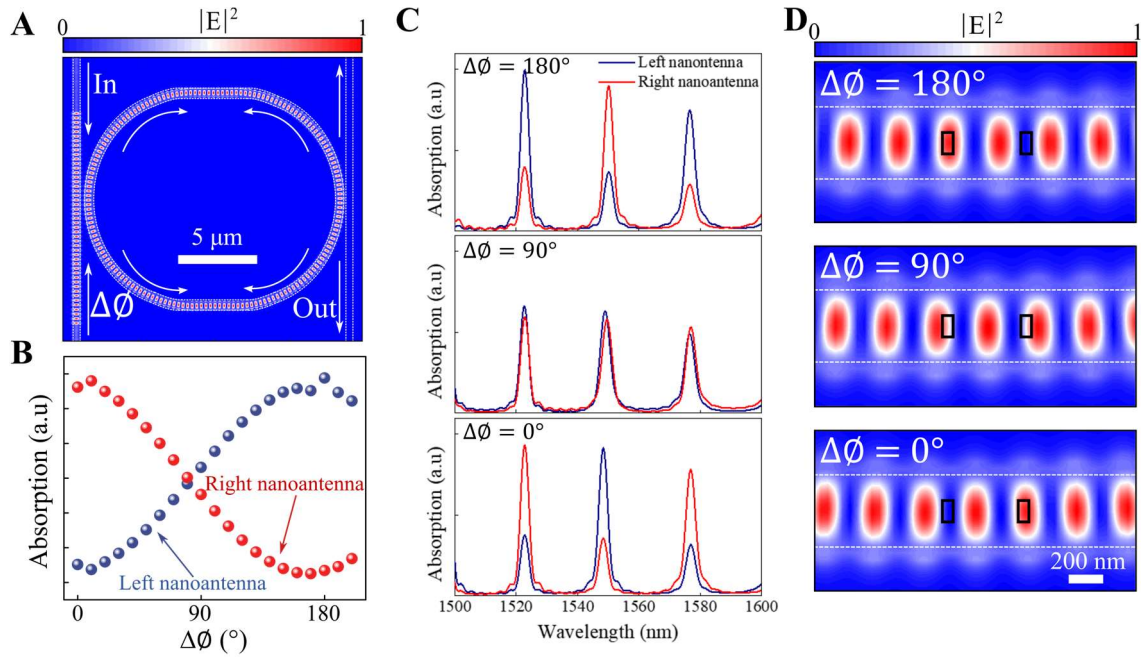 A
0 |E|² 1
In
5 μm
ΔØ
Out
B
Absorption (a.u)
Right nanoantenna
Left nanoantenna
0 90 180
ΔØ (°)
C
ΔØ = 180°
Left nanontenna
Right nanoantenna
Absorption (a.u)
ΔØ = 90°
Absorption (a.u)
ΔØ = 0°
Absorption (a.u)
1500 1520 1540 1560 1580 1600
Wavelength (nm)
D
0 |E|² 1
ΔØ = 180°
ΔØ = 90°
ΔØ = 0°
200 nm